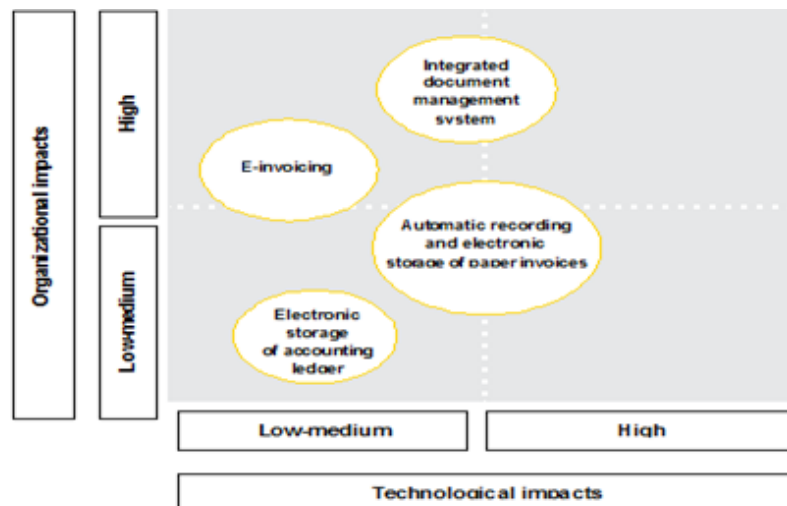 Organizational impacts
High
Low-medium
Integrated
document
management
system
E-invoicing
Automatic recording
and electronic
storage of paper invoices
Electronic
storage
of accounting
ledger
Low-medium
High
Technological impacts